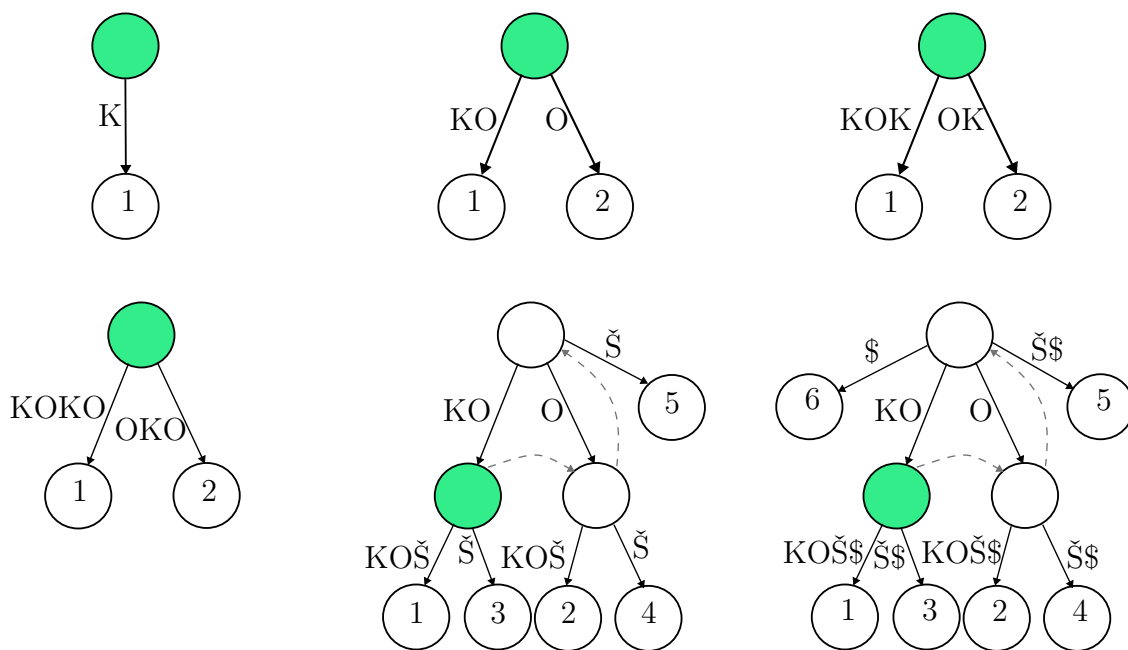 K
1
KO O
1 2
KOK OK
1 2
KOKO OKO
1 2
Š
KO O 5
KOŠ Š KOŠ Š
1 3 2 4
$ Š$
6 KO O 5
KOŠ$ Š$ KOŠ$ Š$
1 3 2 4